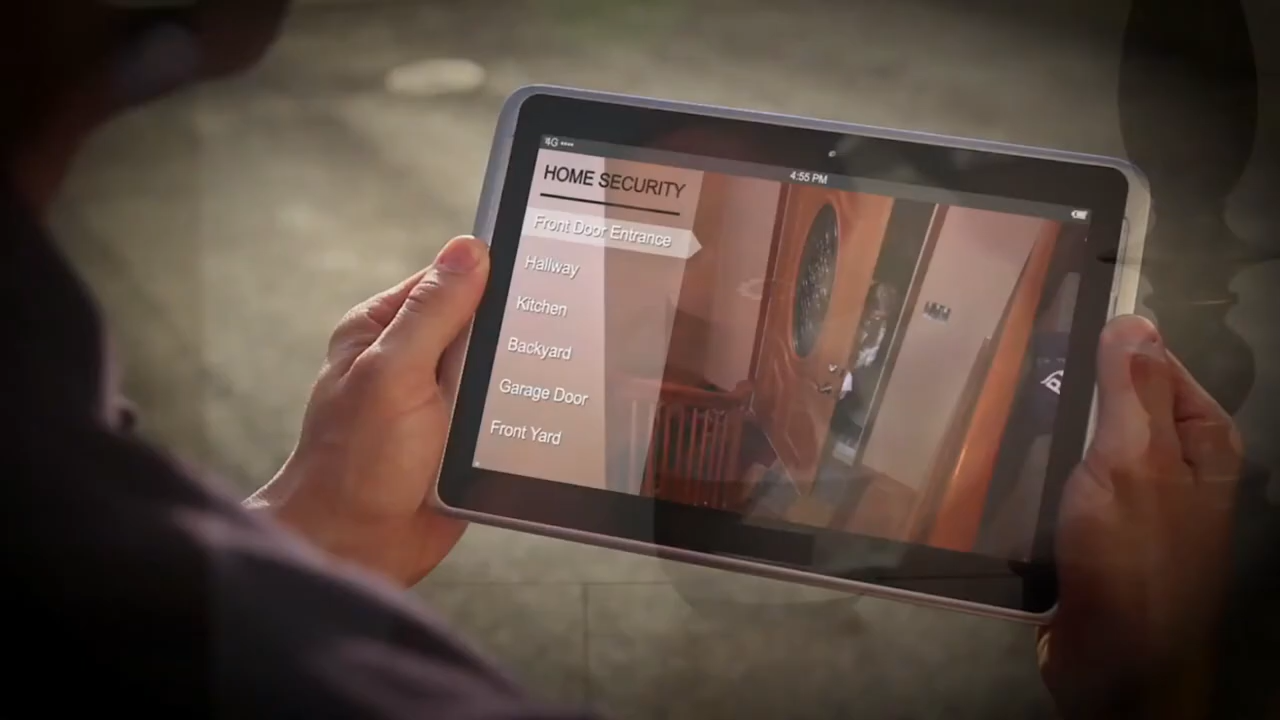 4G
4:55 PM
HOME SECURITY
Front Door Entrance
Hallway
Kitchen
Backyard
Garage Door
Front Yard